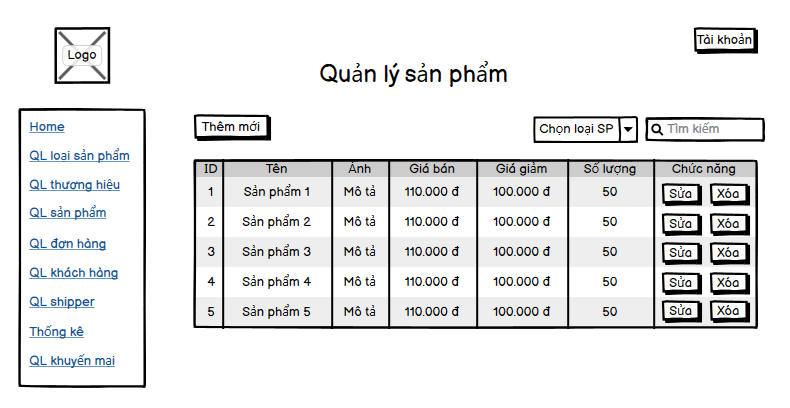 Logo
Tài khoản
Quản lý sản phẩm
Home
QL loại sản phẩm
QL thương hiệu
QL sản phẩm
QL đơn hàng
QL khách hàng
QL shipper
Thống kê
QL khuyến mại
Thêm mới
Chọn loại SP
Tìm kiếm
ID Tên Ảnh Giá bán Giá giảm Số lượng Chức năng
1 Sản phẩm 1 Mô tả 110.000 đ 100.000 đ 50 Sửa Xóa
2 Sản phẩm 2 Mô tả 110.000 đ 100.000 đ 50 Sửa Xóa
3 Sản phẩm 3 Mô tả 110.000 đ 100.000 đ 50 Sửa Xóa
4 Sản phẩm 4 Mô tả 110.000 đ 100.000 đ 50 Sửa Xóa
5 Sản phẩm 5 Mô tả 110.000 đ 100.000 đ 50 Sửa Xóa